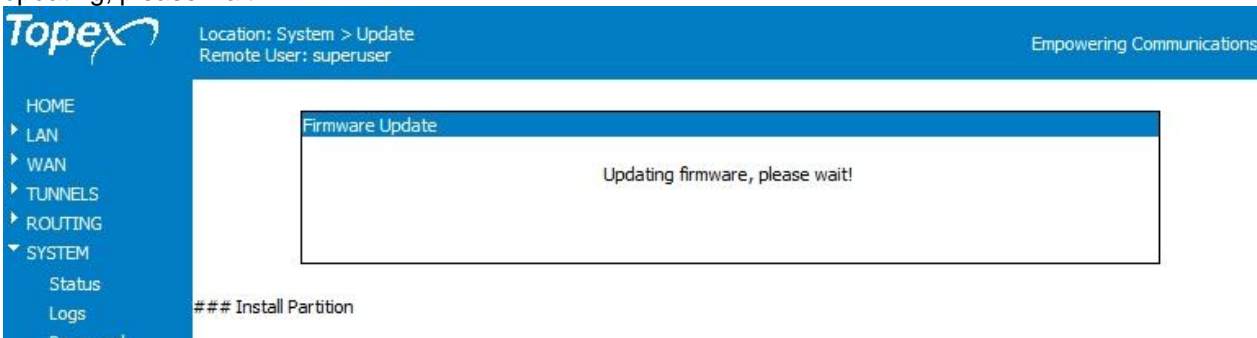 Topex
Location: System > Update
Remote User: superuser
Empowering Communications
HOME
LAN
WAN
TUNNELS
ROUTING
SYSTEM
Status
Logs
Firmware Update
Updating firmware, please wait!
### Install Partition